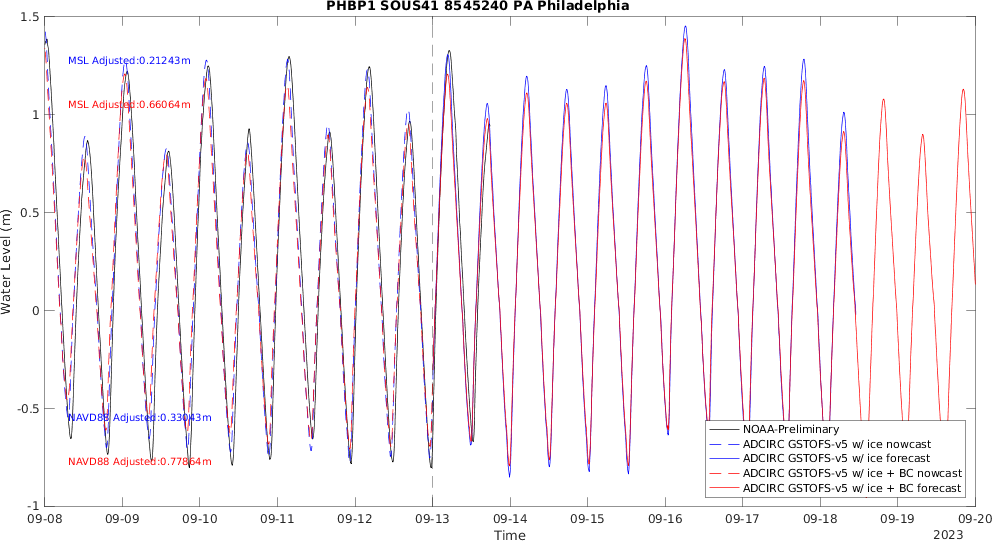 PHBP1 SOUS41 8545240 PA Philadelphia
1.5
1
0.5
0
-0.5
-1
Water Level (m)
MSL Adjusted:0.21243m
MSL Adjusted:0.66064m
NAVD88 Adjusted:0.33043m
NAVD88 Adjusted:0.77864m
NOAA-Preliminary
ADCIRC GSTOFS-v5 w/ ice nowcast
ADCIRC GSTOFS-v5 w/ ice forecast
ADCIRC GSTOFS-v5 w/ ice + BC nowcast
ADCIRC GSTOFS-v5 w/ ice + BC forecast
09-08 09-09 09-10 09-11 09-12 09-13 09-14 09-15 09-16 09-17 09-18 09-19 09-20
Time
2023